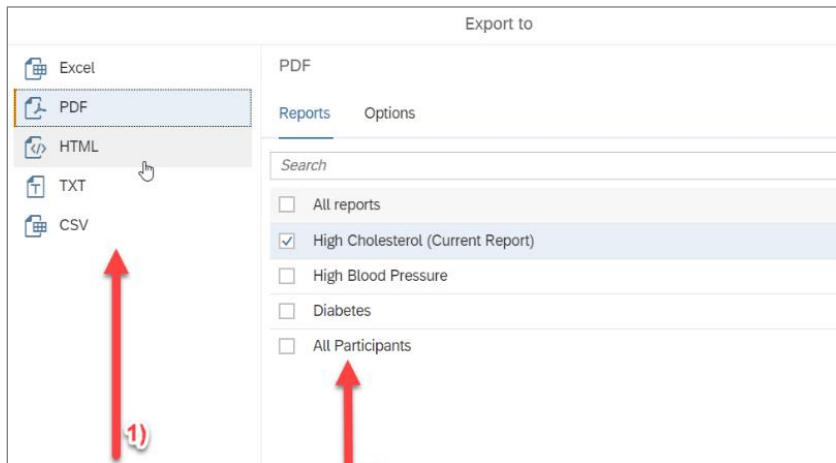 Export to
Excel
PDF
HTML
TXT
CSV
PDF
Reports Options
Search
All reports
High Cholesterol (Current Report)
High Blood Pressure
Diabetes
All Participants
1)